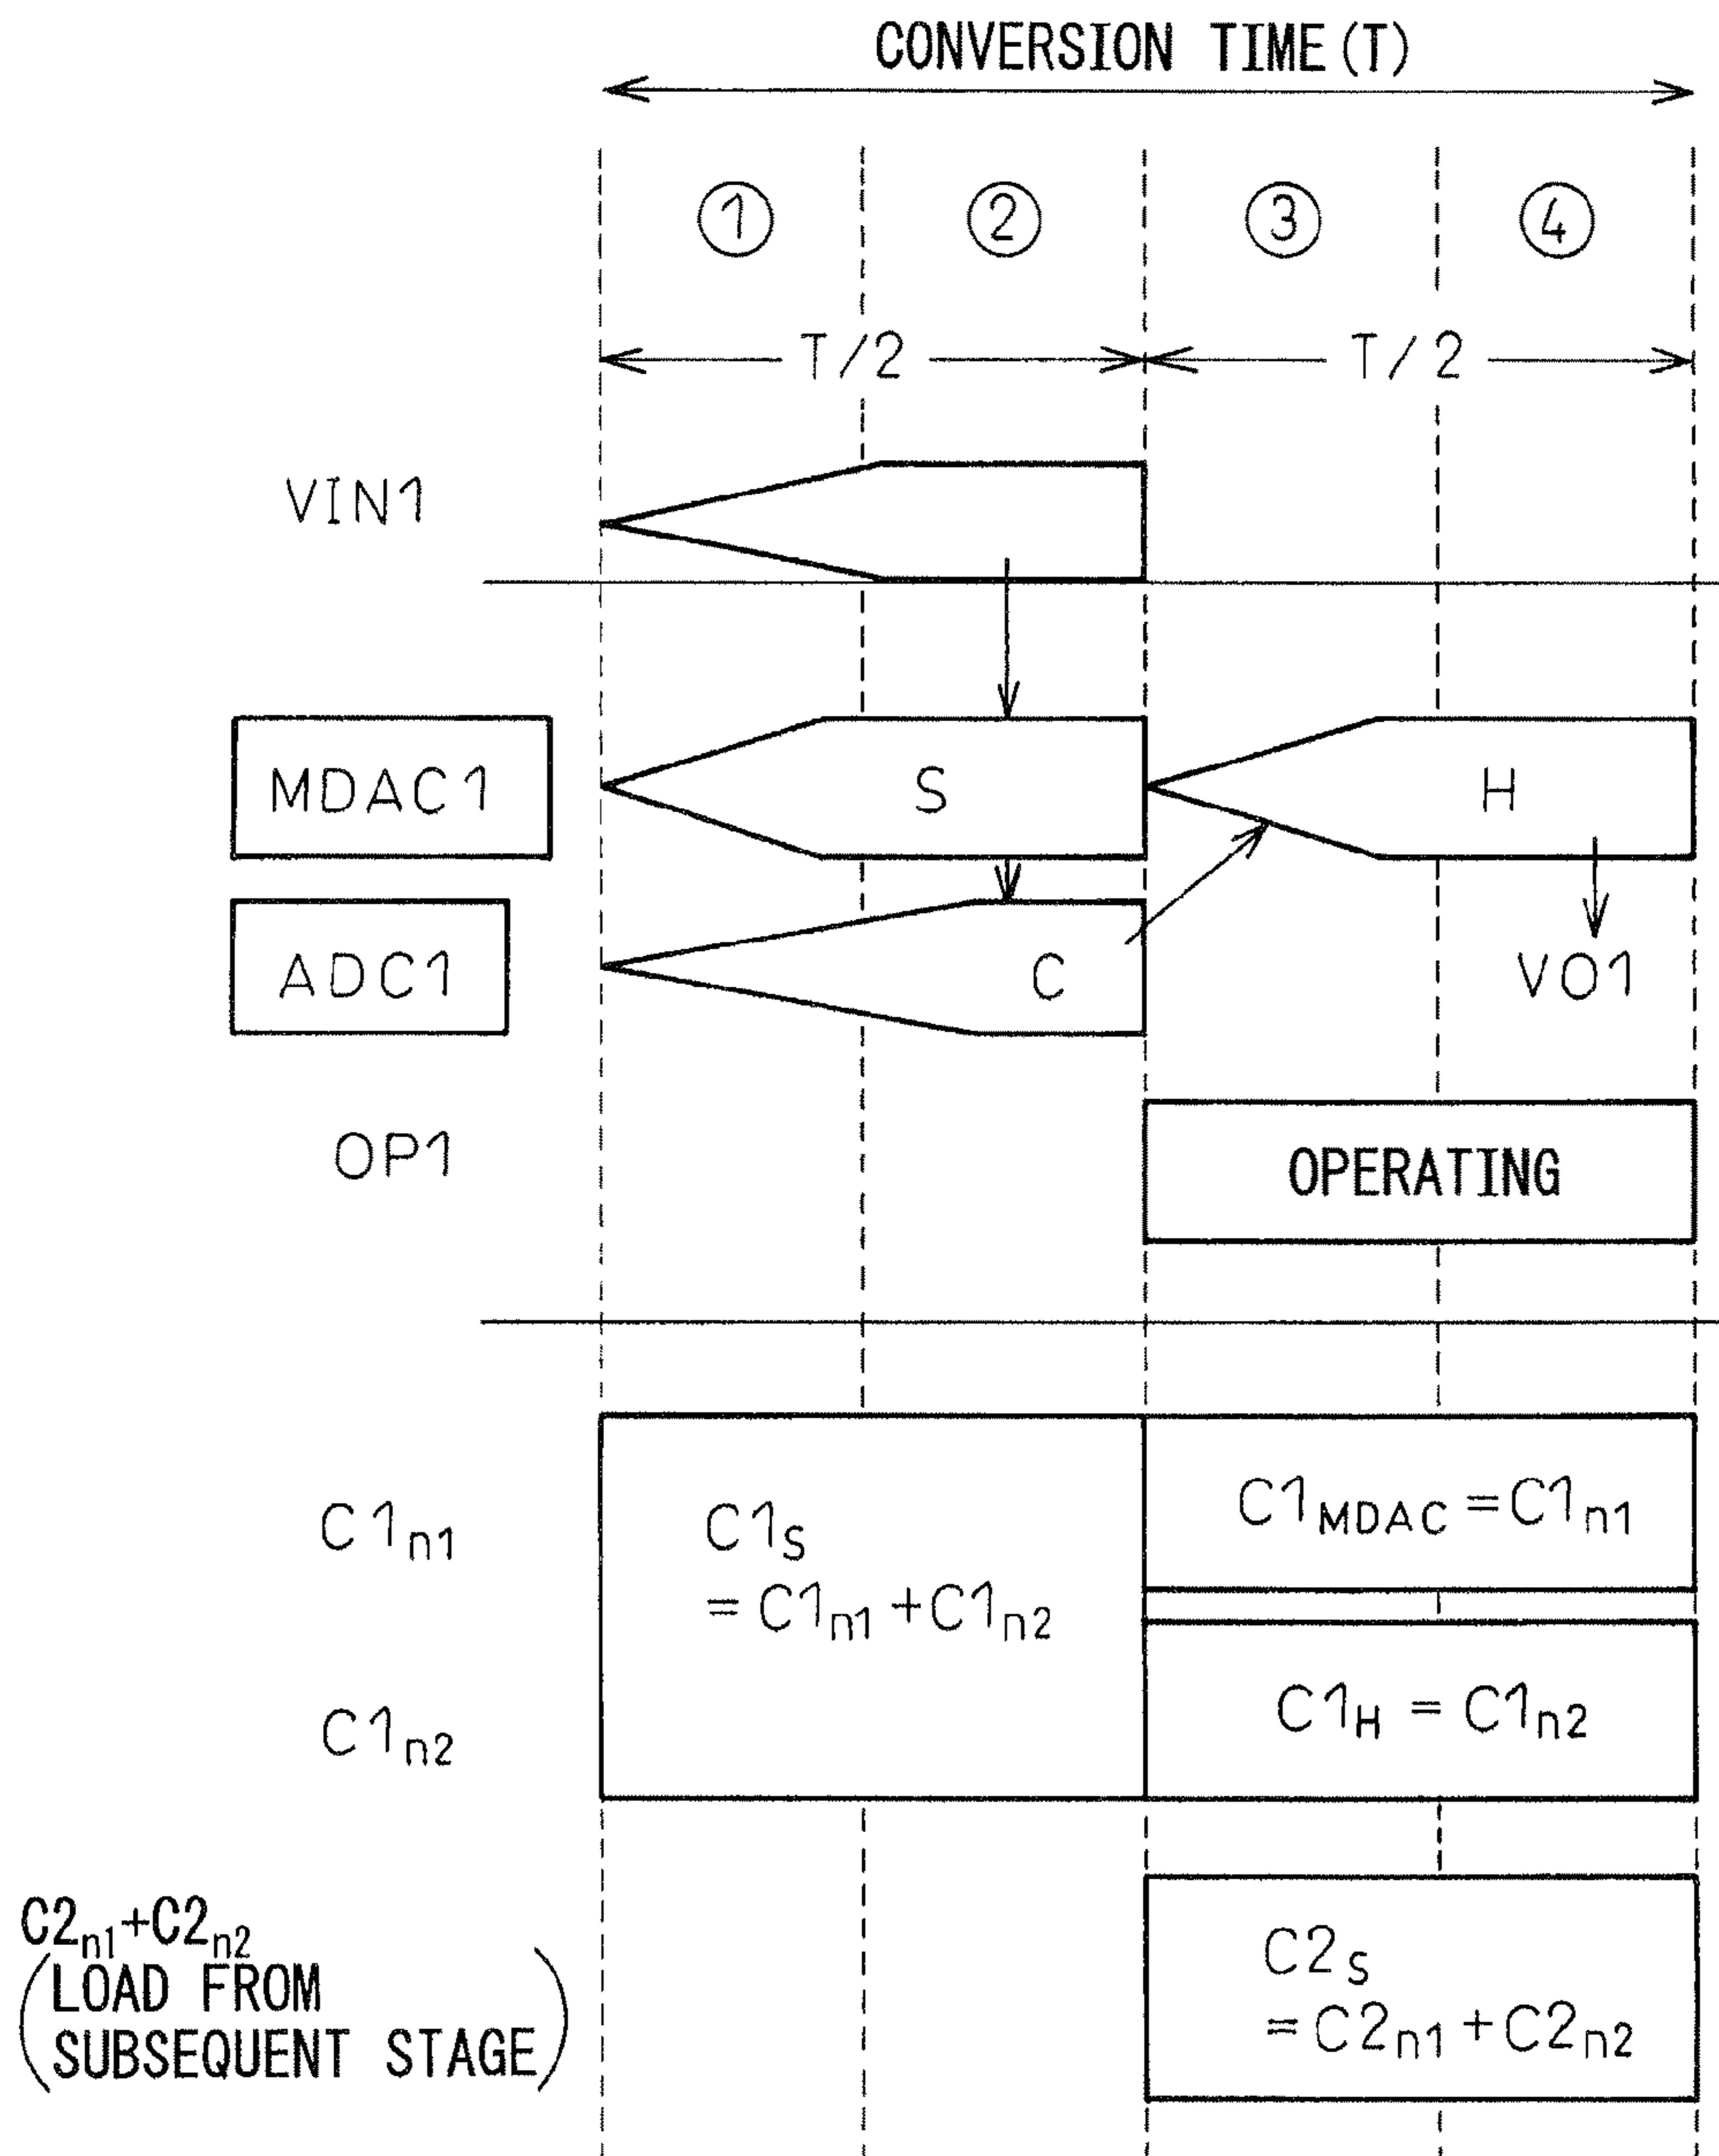 CONVERSION TIME(T)
① ② ③ ④
T/2 T/2
VIN1
MDAC1 S H
ADC1 C VO1
OP1 OPERATING
C1n1 C1S
=C1n1+C1n2
C1MDAC=C1n1
C1n2 C1H=C1n2
C2n1+C2n2
(LOAD FROM
SUBSEQUENT STAGE)
C2S
=C2n1+C2n2